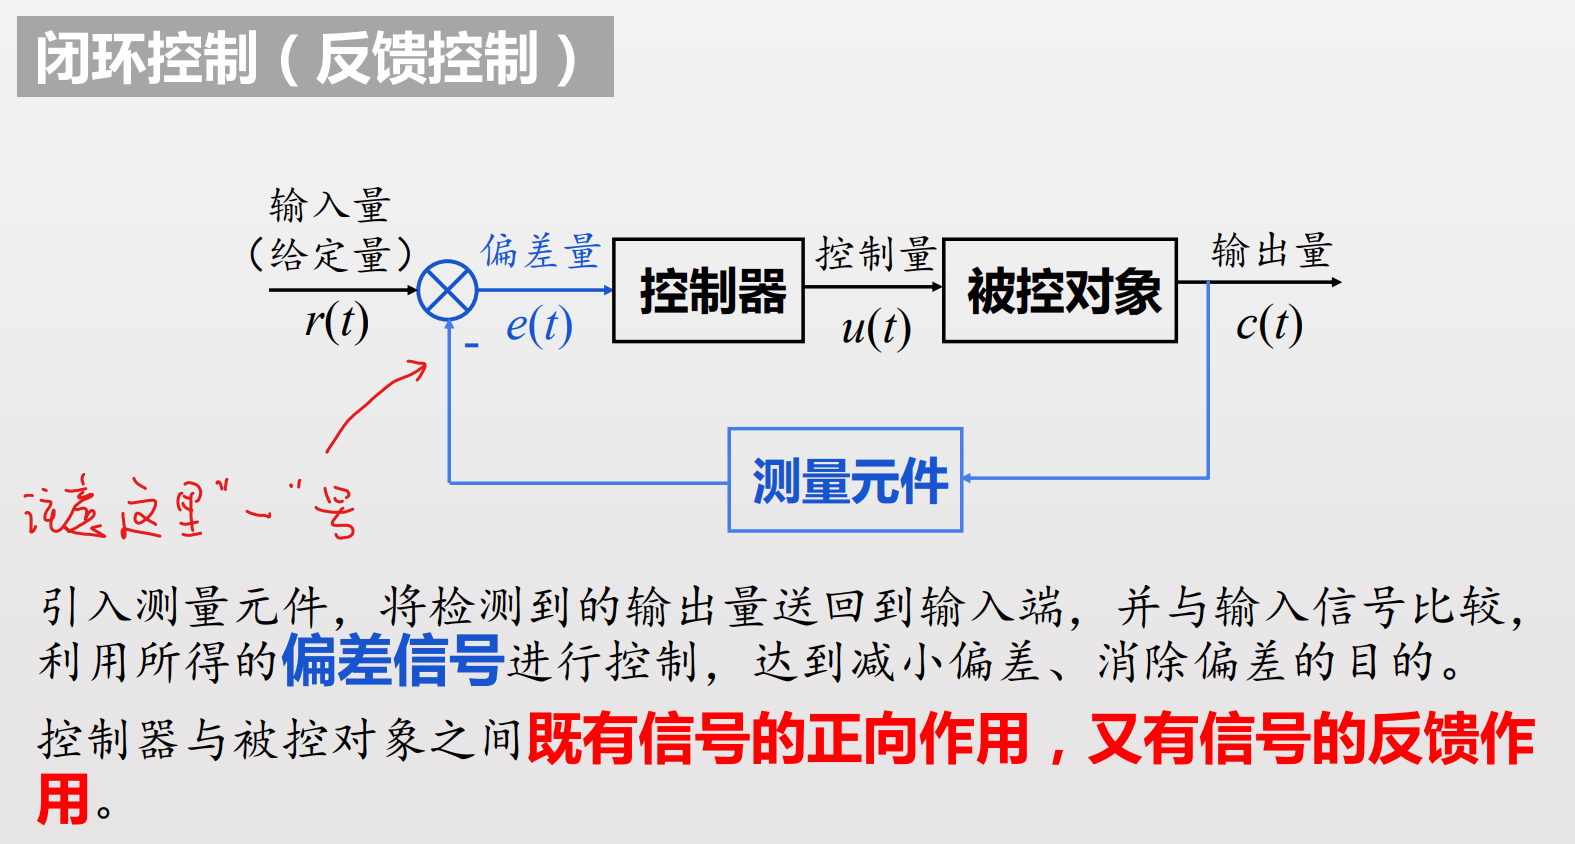 闭环控制（反馈控制）
输入量
（给定量）
r(t)
偏差量
e(t)
-
控制器
控制量
u(t)
被控对象
输出量
c(t)
测量元件
注意这里“－”号
引入测量元件，将检测到的输出量送回到输入端，并与输入信号比较，
利用所得的偏差信号进行控制，达到减小偏差、消除偏差的目的。
控制器与被控对象之间既有信号的正向作用，又有信号的反馈作
用。